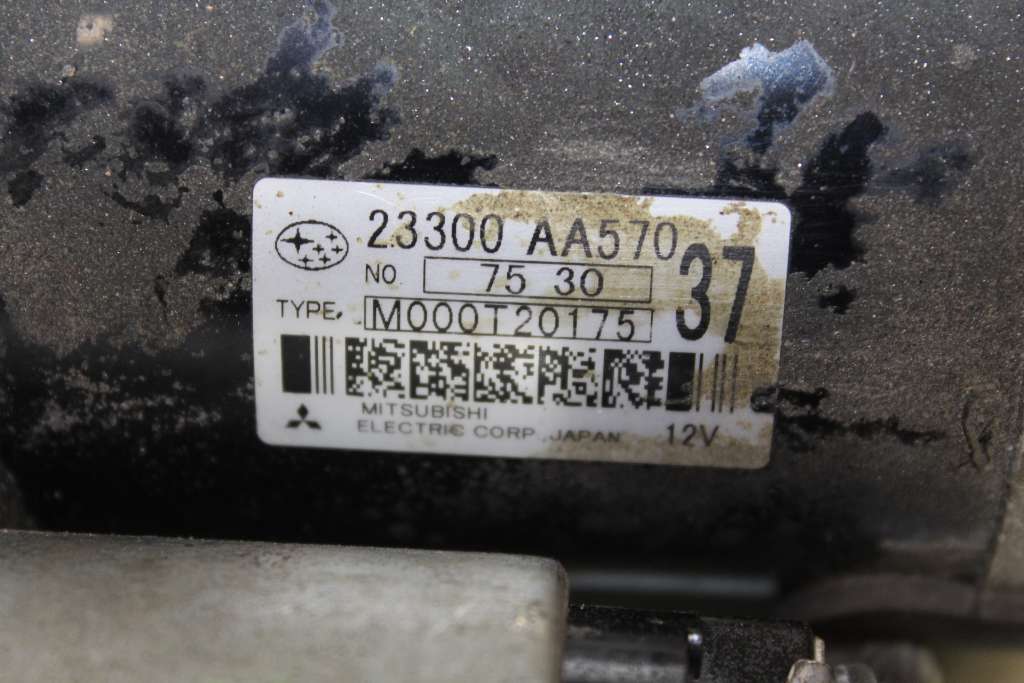 23300 AA570
NO 75 30
37
TYPE. M000T20175
MITSUBISHI
ELECTRIC CORP. JAPAN 12V